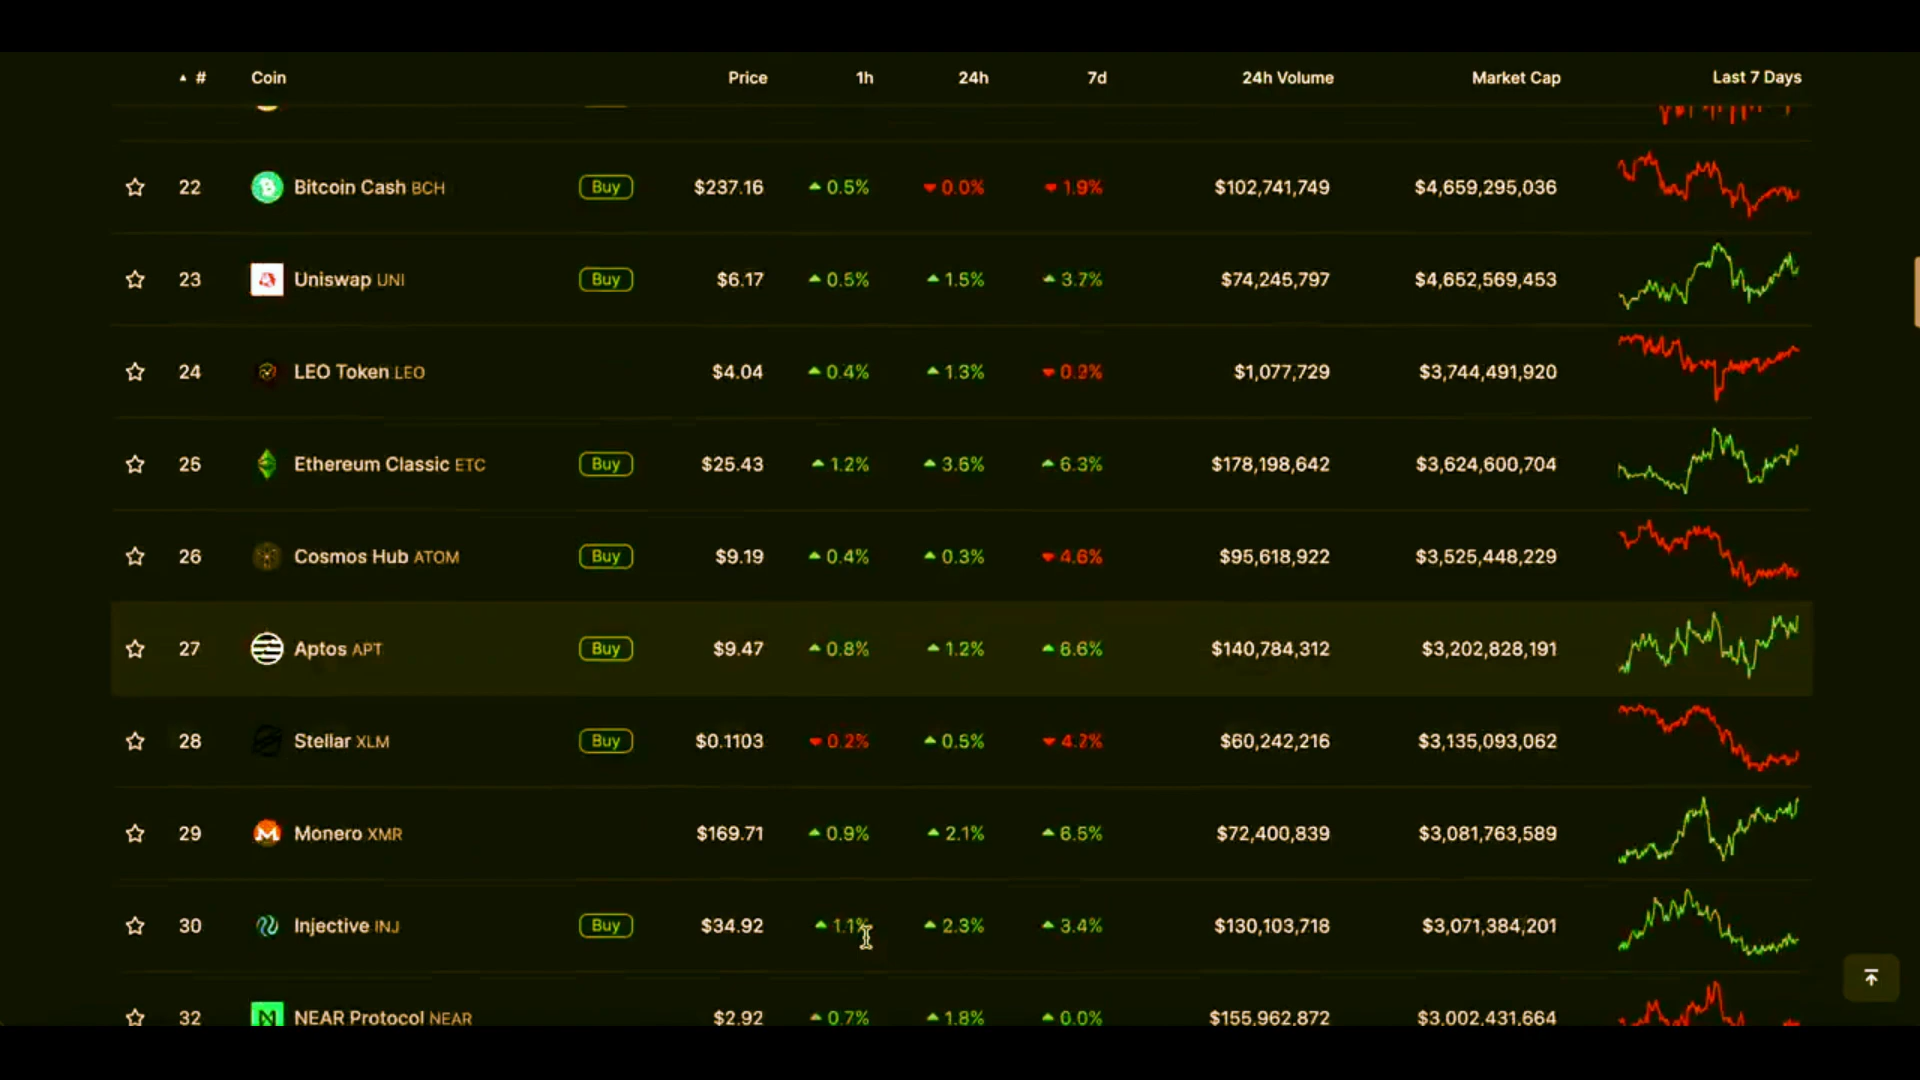 # Coin Price 1h 24h 7d 24h Volume Market Cap Last 7 Days
22 Bitcoin Cash BCH Buy $237.16 0.5% 0.0% 1.9% $102,741,749 $4,659,295,036
23 Uniswap UNI Buy $6.17 0.5% 1.5% 3.7% $74,245,797 $4,652,569,453
24 LEO Token LEO $4.04 0.4% 1.3% 0.2% $1,077,729 $3,744,491,920
25 Ethereum Classic ETC Buy $25.43 1.2% 3.6% 6.3% $178,198,642 $3,624,600,704
26 Cosmos Hub ATOM Buy $9.19 0.4% 0.3% 4.6% $95,618,922 $3,525,448,229
27 Aptos APT Buy $9.47 0.8% 1.2% 6.6% $140,784,312 $3,202,828,191
28 Stellar XLM Buy $0.1103 0.2% 0.5% 4.2% $60,242,216 $3,135,093,062
29 Monero XMR $169.71 0.9% 2.1% 6.5% $72,400,839 $3,081,763,589
30 Injective INJ Buy $34.92 1.1% 2.3% 3.4% $130,103,718 $3,071,384,201
32 NEAR Protocol NEAR $2.92 0.7% 1.8% 0.0% $155,962,872 $3,002,431,664